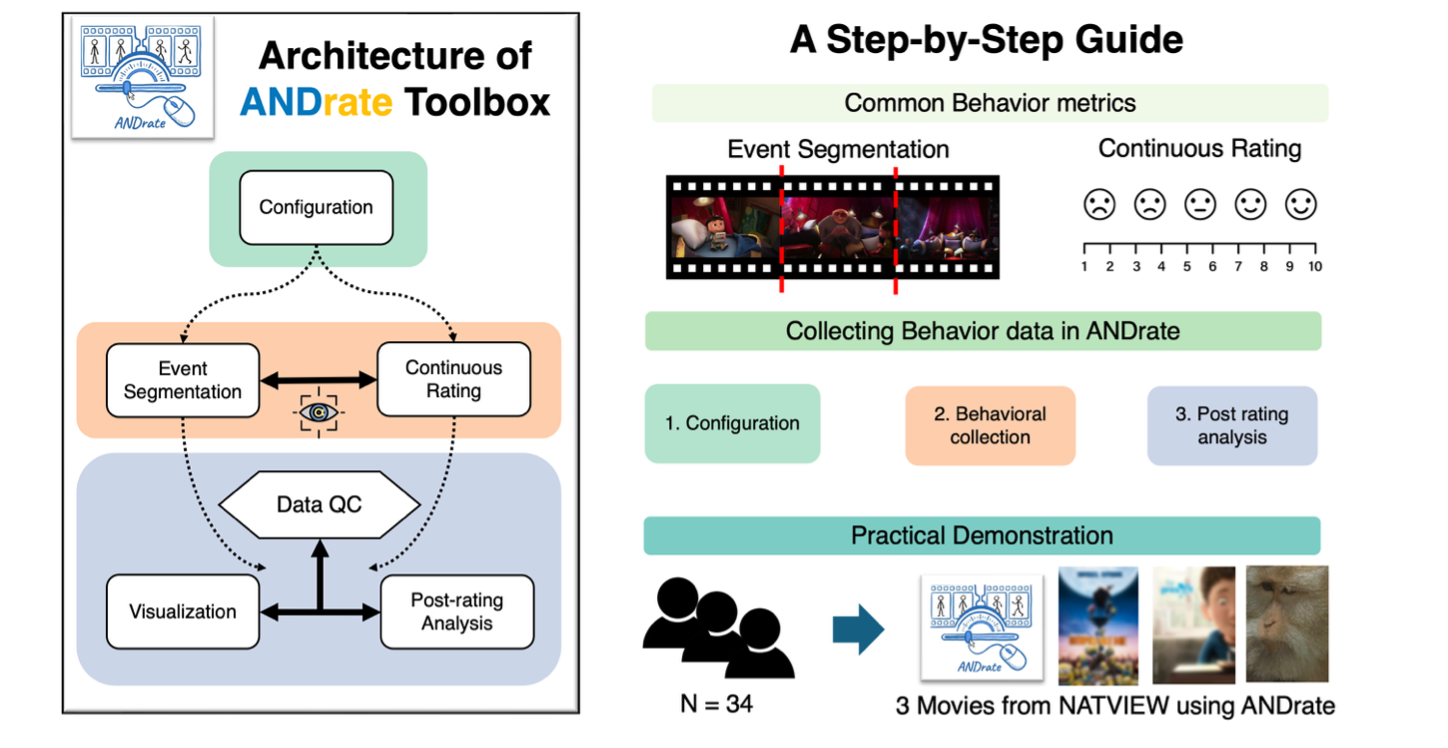 ANDrate
Architecture of
ANDrate Toolbox
Configuration
Event
Segmentation
Continuous
Rating
Data QC
Visualization
Post-rating
Analysis
A Step-by-Step Guide
Common Behavior metrics
Event Segmentation
Continuous Rating
1 2 3 4 5 6 7 8 9 10
Collecting Behavior data in ANDrate
1. Configuration
2. Behavioral
collection
3. Post rating
analysis
Practical Demonstration
ANDrate
N = 34
3 Movies from NATVIEW using ANDrate